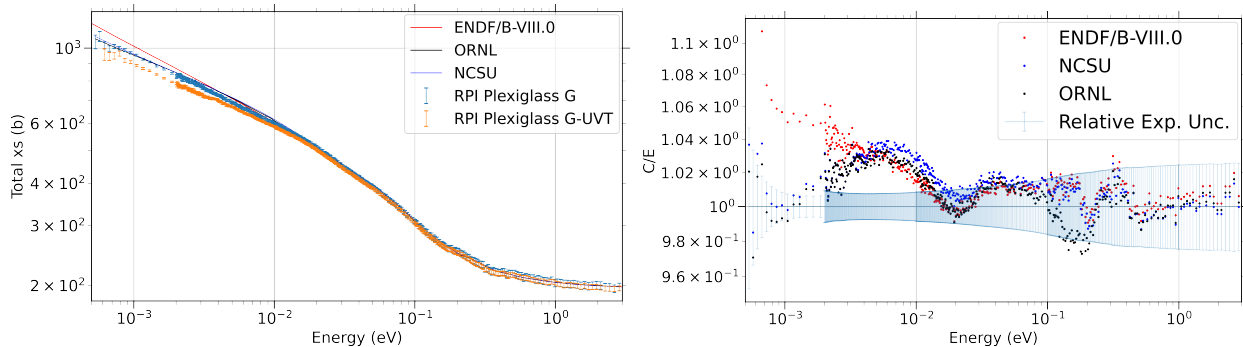 Total xs (b)
10³
6 × 10²
4 × 10²
3 × 10²
2 × 10²
ENDF/B-VIII.0
ORNL
NCSU
RPI Plexiglass G
RPI Plexiglass G-UVT
10⁻³
10⁻²
10⁻¹
10⁰
Energy (eV)
C/E
1.1 × 10⁰
1.08 × 10⁰
1.06 × 10⁰
1.04 × 10⁰
1.02 × 10⁰
10⁰
9.8 × 10⁻¹
9.6 × 10⁻¹
ENDF/B-VIII.0
NCSU
ORNL
Relative Exp. Unc.
10⁻³
10⁻²
10⁻¹
10⁰
Energy (eV)